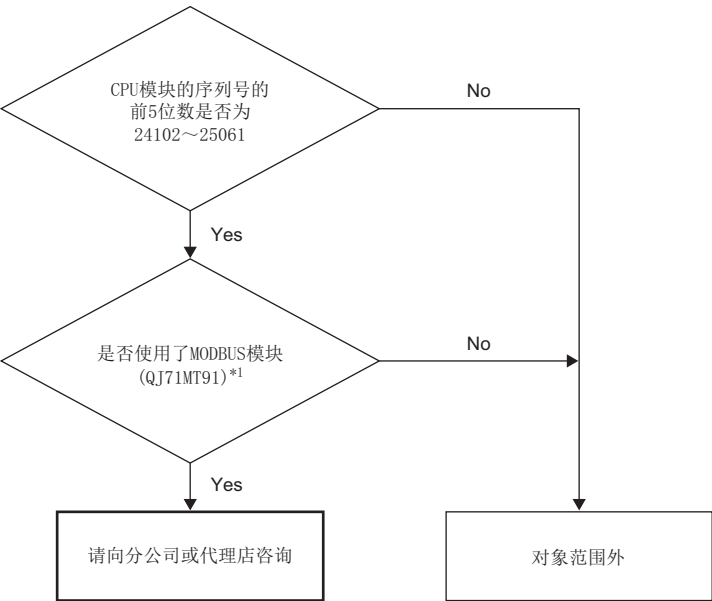 CPU模块的序列号的
前5位数是否为
24102～25061
No
Yes
是否使用了MODBUS模块
(QJ71MT91)*1
No
Yes
请向分公司或代理店咨询
对象范围外